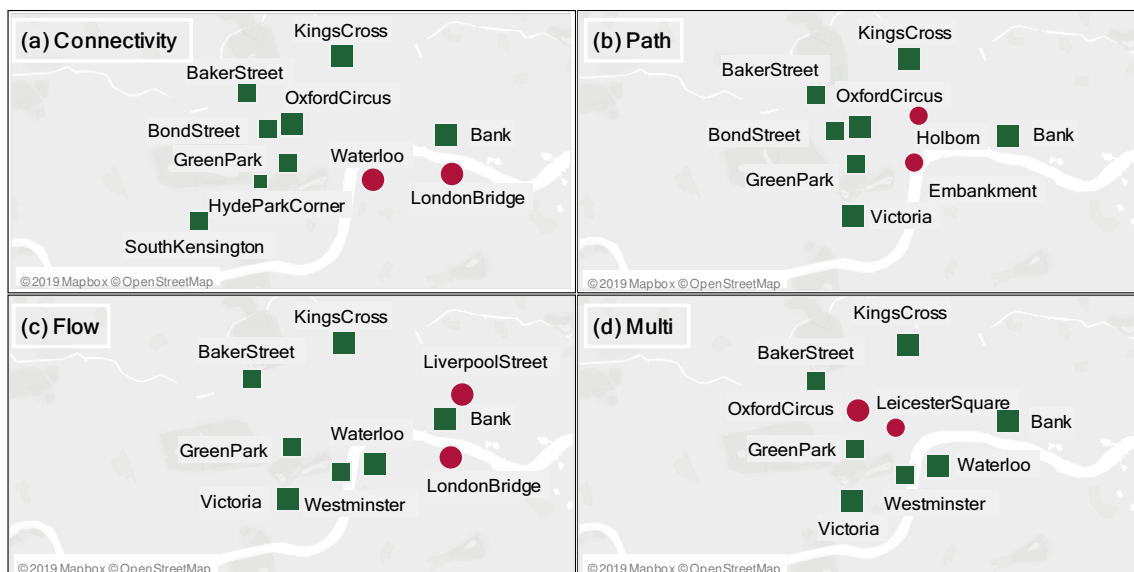 (a) Connectivity
KingsCross
BakerStreet
OxfordCircus
BondStreet
Bank
Waterloo
GreenPark
LondonBridge
HydeParkCorner
SouthKensington
©2019 Mapbox ©OpenStreetMap
(b) Path
KingsCross
BakerStreet
OxfordCircus
BondStreet
Holborn
Bank
GreenPark
Embankment
Victoria
©2019 Mapbox ©OpenStreetMap
(c) Flow
KingsCross
BakerStreet
LiverpoolStreet
Bank
Waterloo
GreenPark
LondonBridge
Victoria
Westminster
©2019 Mapbox ©OpenStreetMap
(d) Multi
KingsCross
BakerStreet
OxfordCircus
LeicesterSquare
Bank
GreenPark
Waterloo
Westminster
Victoria
©2019 Mapbox ©OpenStreetMap